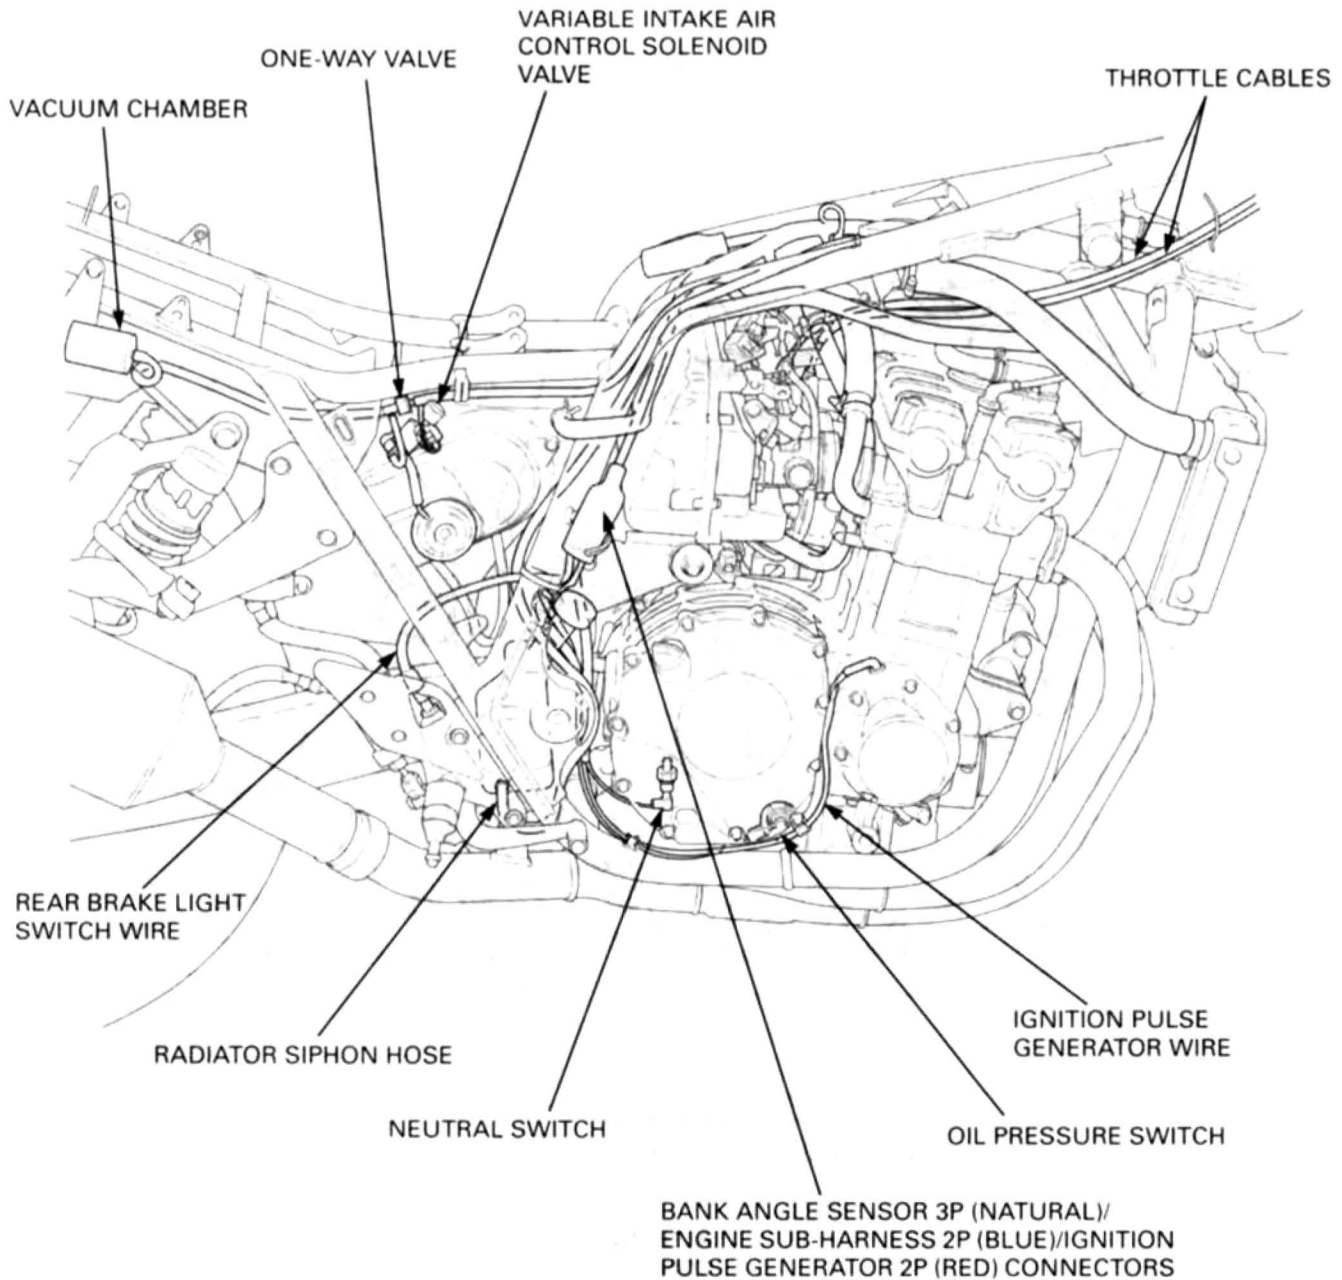 VARIABLE INTAKE AIR
CONTROL SOLENOID
VALVE
ONE-WAY VALVE
THROTTLE CABLES
VACUUM CHAMBER
REAR BRAKE LIGHT
SWITCH WIRE
RADIATOR SIPHON HOSE
IGNITION PULSE
GENERATOR WIRE
NEUTRAL SWITCH
OIL PRESSURE SWITCH
BANK ANGLE SENSOR 3P (NATURAL)/
ENGINE SUB-HARNESS 2P (BLUE)/IGNITION
PULSE GENERATOR 2P (RED) CONNECTORS